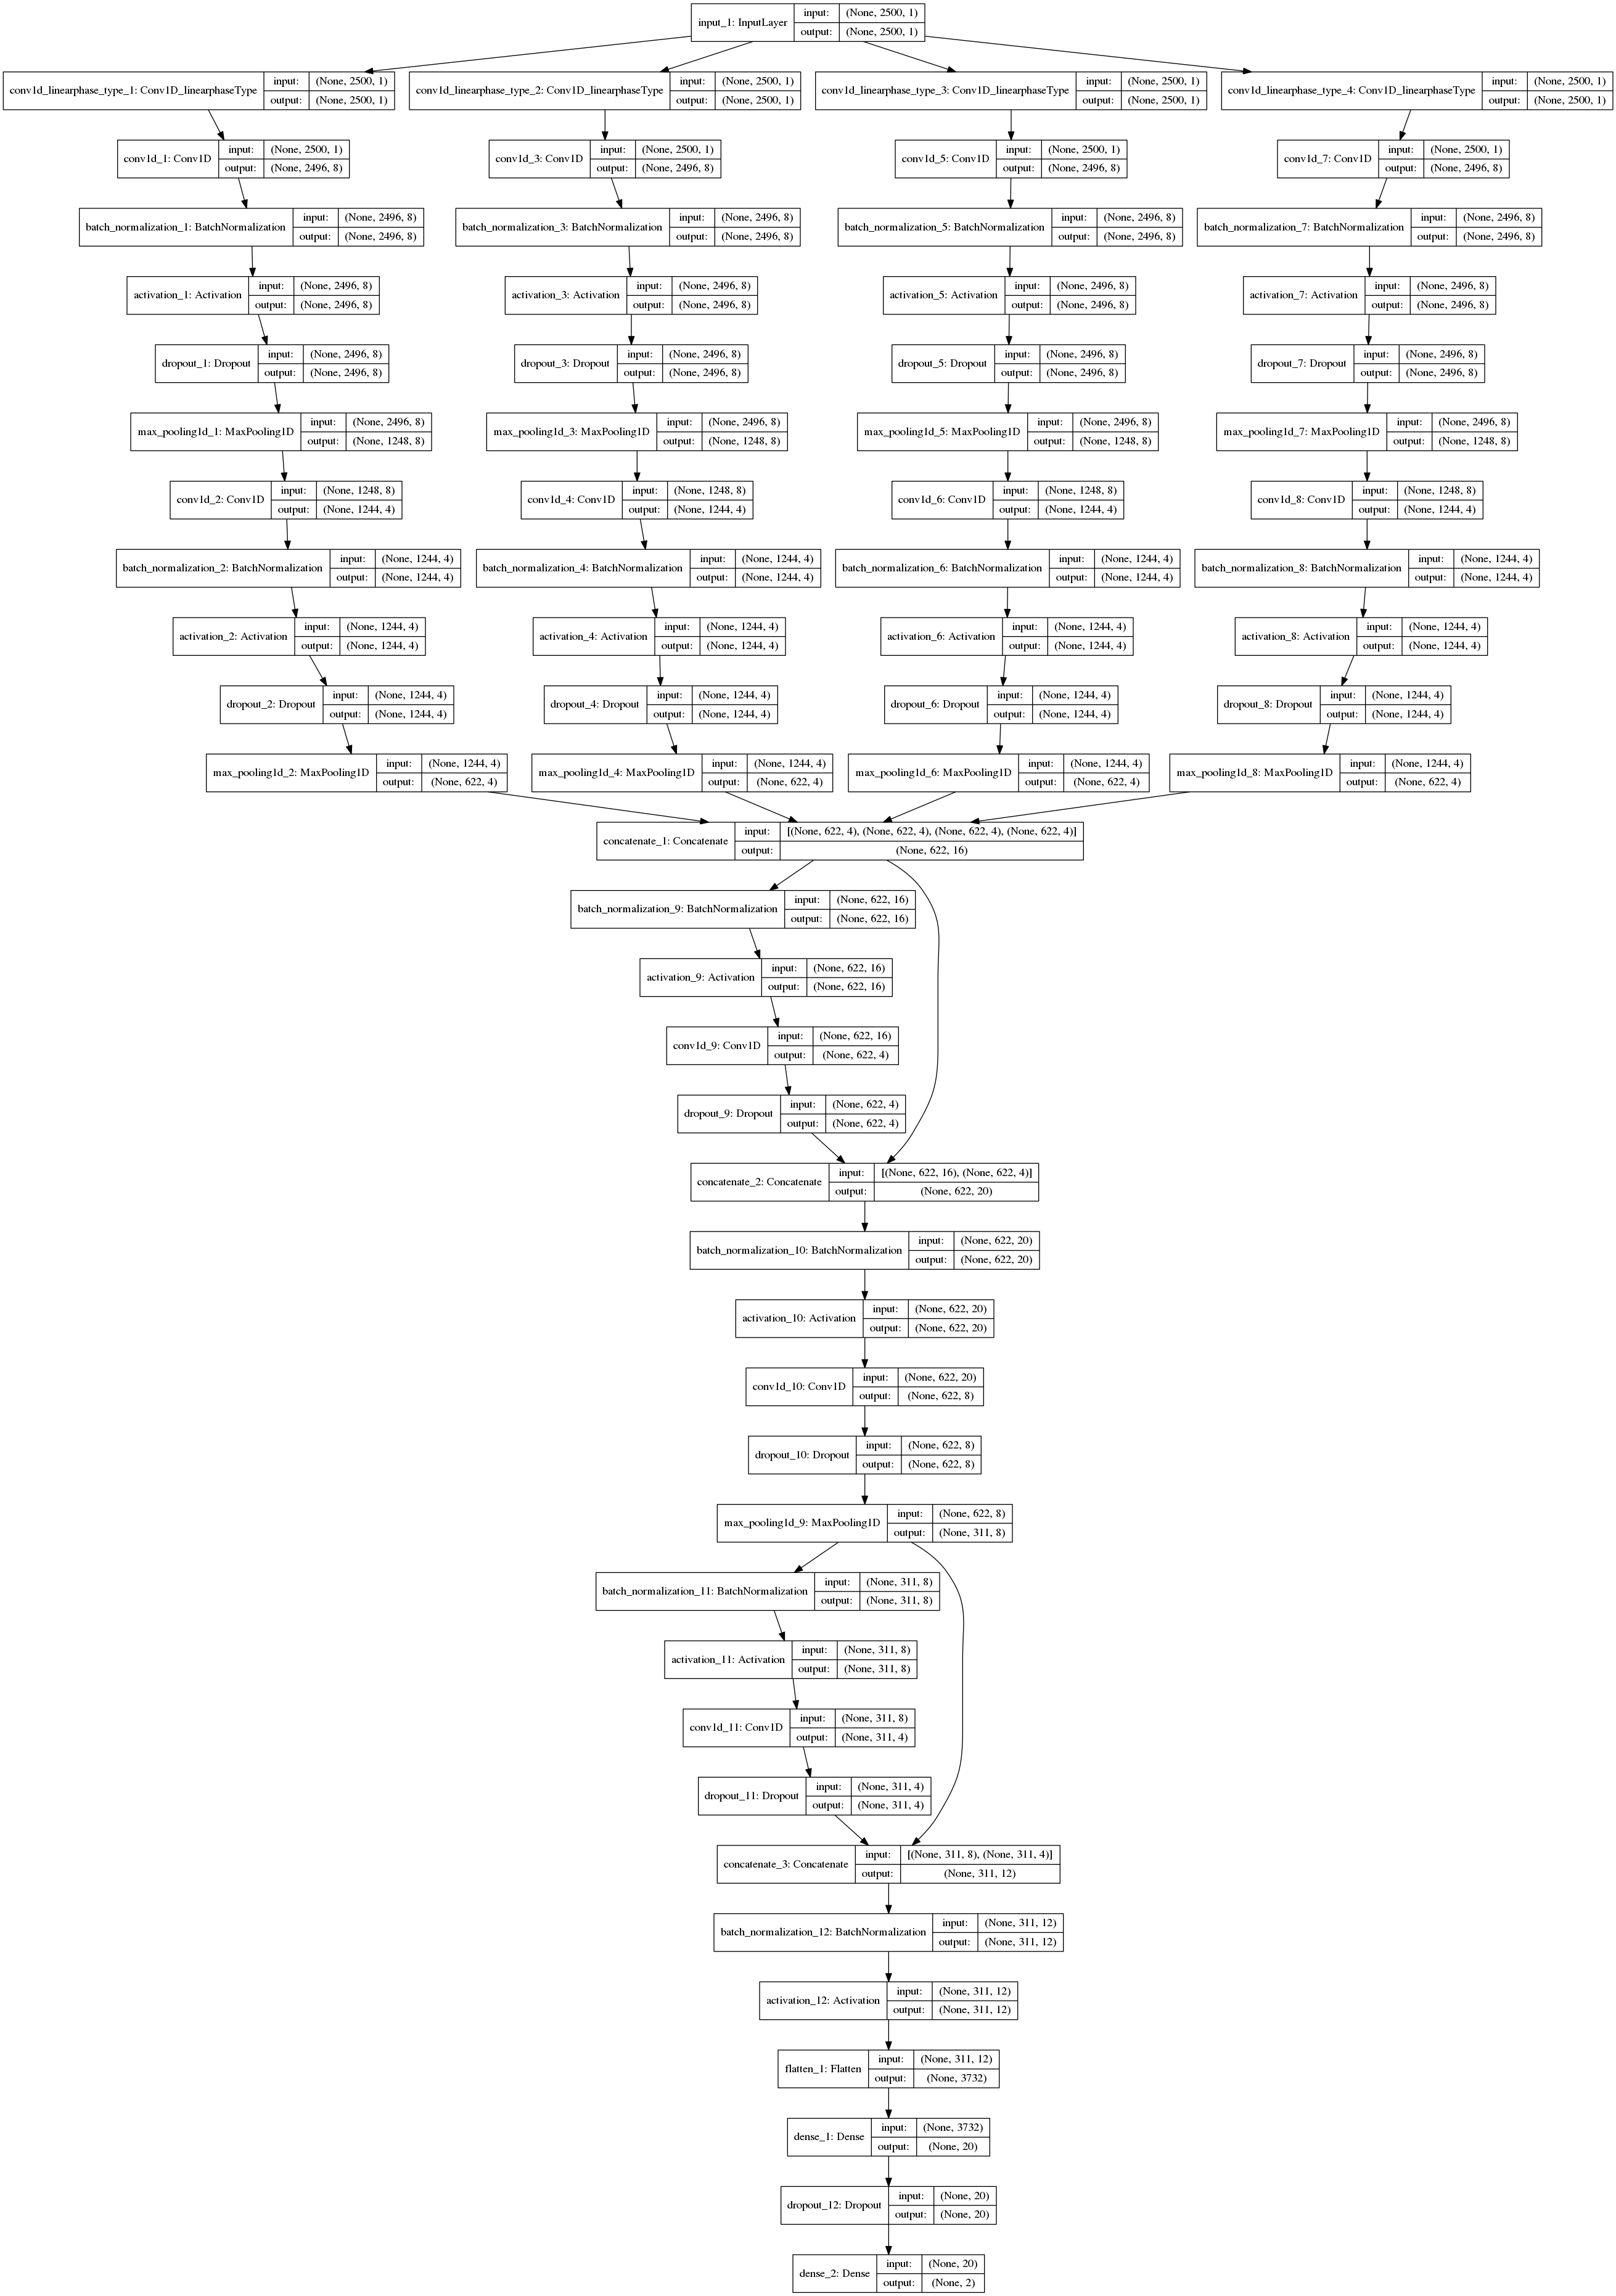 input_1: InputLayer input: (None, 2500, 1)
output: (None, 2500, 1)
conv1d_linearphase_type_1: Conv1D_linearphaseType input: (None, 2500, 1)
output: (None, 2500, 1)
conv1d_linearphase_type_2: Conv1D_linearphaseType input: (None, 2500, 1)
output: (None, 2500, 1)
conv1d_linearphase_type_3: Conv1D_linearphaseType input: (None, 2500, 1)
output: (None, 2500, 1)
conv1d_linearphase_type_4: Conv1D_linearphaseType input: (None, 2500, 1)
output: (None, 2500, 1)
conv1d_1: Conv1D input: (None, 2500, 1)
output: (None, 2496, 8)
conv1d_3: Conv1D input: (None, 2500, 1)
output: (None, 2496, 8)
conv1d_5: Conv1D input: (None, 2500, 1)
output: (None, 2496, 8)
conv1d_7: Conv1D input: (None, 2500, 1)
output: (None, 2496, 8)
batch_normalization_1: BatchNormalization input: (None, 2496, 8)
output: (None, 2496, 8)
batch_normalization_3: BatchNormalization input: (None, 2496, 8)
output: (None, 2496, 8)
batch_normalization_5: BatchNormalization input: (None, 2496, 8)
output: (None, 2496, 8)
batch_normalization_7: BatchNormalization input: (None, 2496, 8)
output: (None, 2496, 8)
activation_1: Activation input: (None, 2496, 8)
output: (None, 2496, 8)
activation_3: Activation input: (None, 2496, 8)
output: (None, 2496, 8)
activation_5: Activation input: (None, 2496, 8)
output: (None, 2496, 8)
activation_7: Activation input: (None, 2496, 8)
output: (None, 2496, 8)
dropout_1: Dropout input: (None, 2496, 8)
output: (None, 2496, 8)
dropout_3: Dropout input: (None, 2496, 8)
output: (None, 2496, 8)
dropout_5: Dropout input: (None, 2496, 8)
output: (None, 2496, 8)
dropout_7: Dropout input: (None, 2496, 8)
output: (None, 2496, 8)
max_pooling1d_1: MaxPooling1D input: (None, 2496, 8)
output: (None, 1248, 8)
max_pooling1d_3: MaxPooling1D input: (None, 2496, 8)
output: (None, 1248, 8)
max_pooling1d_5: MaxPooling1D input: (None, 2496, 8)
output: (None, 1248, 8)
max_pooling1d_7: MaxPooling1D input: (None, 2496, 8)
output: (None, 1248, 8)
conv1d_2: Conv1D input: (None, 1248, 8)
output: (None, 1244, 4)
conv1d_4: Conv1D input: (None, 1248, 8)
output: (None, 1244, 4)
conv1d_6: Conv1D input: (None, 1248, 8)
output: (None, 1244, 4)
conv1d_8: Conv1D input: (None, 1248, 8)
output: (None, 1244, 4)
batch_normalization_2: BatchNormalization input: (None, 1244, 4)
output: (None, 1244, 4)
batch_normalization_4: BatchNormalization input: (None, 1244, 4)
output: (None, 1244, 4)
batch_normalization_6: BatchNormalization input: (None, 1244, 4)
output: (None, 1244, 4)
batch_normalization_8: BatchNormalization input: (None, 1244, 4)
output: (None, 1244, 4)
activation_2: Activation input: (None, 1244, 4)
output: (None, 1244, 4)
activation_4: Activation input: (None, 1244, 4)
output: (None, 1244, 4)
activation_6: Activation input: (None, 1244, 4)
output: (None, 1244, 4)
activation_8: Activation input: (None, 1244, 4)
output: (None, 1244, 4)
dropout_2: Dropout input: (None, 1244, 4)
output: (None, 1244, 4)
dropout_4: Dropout input: (None, 1244, 4)
output: (None, 1244, 4)
dropout_6: Dropout input: (None, 1244, 4)
output: (None, 1244, 4)
dropout_8: Dropout input: (None, 1244, 4)
output: (None, 1244, 4)
max_pooling1d_2: MaxPooling1D input: (None, 1244, 4)
output: (None, 622, 4)
max_pooling1d_4: MaxPooling1D input: (None, 1244, 4)
output: (None, 622, 4)
max_pooling1d_6: MaxPooling1D input: (None, 1244, 4)
output: (None, 622, 4)
max_pooling1d_8: MaxPooling1D input: (None, 1244, 4)
output: (None, 622, 4)
concatenate_1: Concatenate input: [(None, 622, 4), (None, 622, 4), (None, 622, 4), (None, 622, 4)]
output: (None, 622, 16)
batch_normalization_9: BatchNormalization input: (None, 622, 16)
output: (None, 622, 16)
activation_9: Activation input: (None, 622, 16)
output: (None, 622, 16)
conv1d_9: Conv1D input: (None, 622, 16)
output: (None, 622, 4)
dropout_9: Dropout input: (None, 622, 4)
output: (None, 622, 4)
concatenate_2: Concatenate input: [(None, 622, 16), (None, 622, 4)]
output: (None, 622, 20)
batch_normalization_10: BatchNormalization input: (None, 622, 20)
output: (None, 622, 20)
activation_10: Activation input: (None, 622, 20)
output: (None, 622, 20)
conv1d_10: Conv1D input: (None, 622, 20)
output: (None, 622, 8)
dropout_10: Dropout input: (None, 622, 8)
output: (None, 622, 8)
max_pooling1d_9: MaxPooling1D input: (None, 622, 8)
output: (None, 311, 8)
batch_normalization_11: BatchNormalization input: (None, 311, 8)
output: (None, 311, 8)
activation_11: Activation input: (None, 311, 8)
output: (None, 311, 8)
conv1d_11: Conv1D input: (None, 311, 8)
output: (None, 311, 4)
dropout_11: Dropout input: (None, 311, 4)
output: (None, 311, 4)
concatenate_3: Concatenate input: [(None, 311, 8), (None, 311, 4)]
output: (None, 311, 12)
batch_normalization_12: BatchNormalization input: (None, 311, 12)
output: (None, 311, 12)
activation_12: Activation input: (None, 311, 12)
output: (None, 311, 12)
flatten_1: Flatten input: (None, 311, 12)
output: (None, 3732)
dense_1: Dense input: (None, 3732)
output: (None, 20)
dropout_12: Dropout input: (None, 20)
output: (None, 20)
dense_2: Dense input: (None, 20)
output: (None, 2)